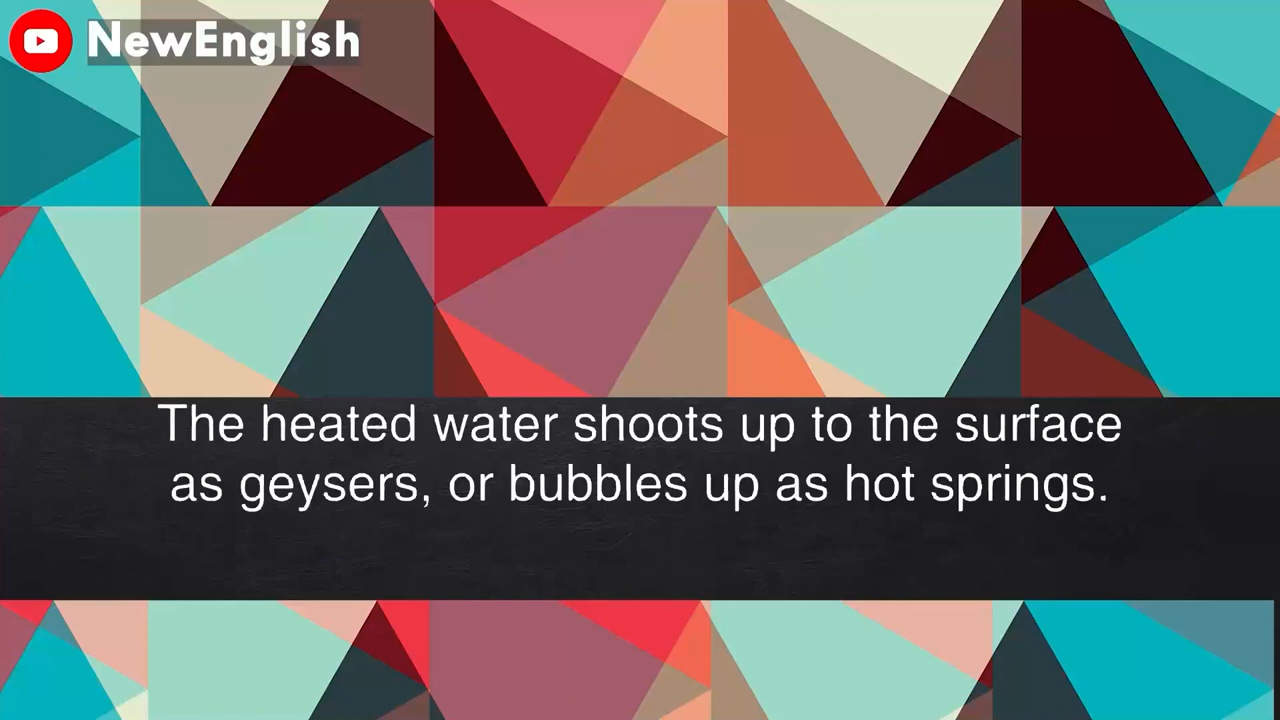 NewEnglish
The heated water shoots up to the surface
as geysers, or bubbles up as hot springs.